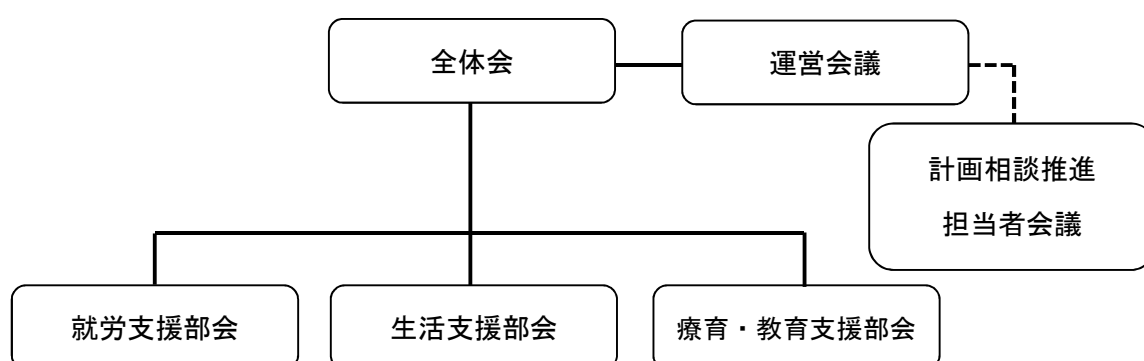 全体会
運営会議
計画相談推進
担当者会議
就労支援部会
生活支援部会
療育・教育支援部会